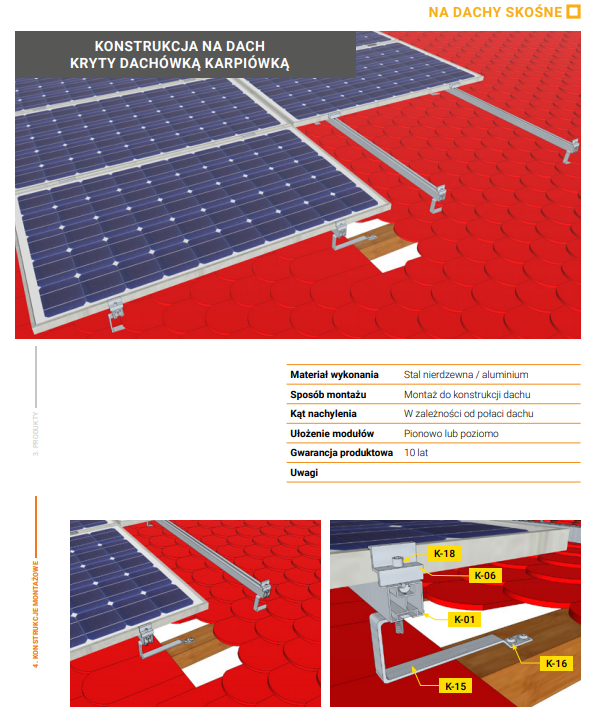 NA DACHY SKOŚNE
KONSTRUKCJA NA DACH
KRYTY DACHÓWKĄ KARPIÓWKĄ
3. PRODUKTY
Materiał wykonania Stal nierdzewna / aluminium
Sposób montażu Montaż do konstrukcji dachu
Kąt nachylenia W zależności od połaci dachu
Ułożenie modułów Pionowo lub poziomo
Gwarancja produktowa 10 lat
Uwagi
4. KONSTRUKCJE MONTAŻOWE
K-18
K-06
K-01
K-16
K-15